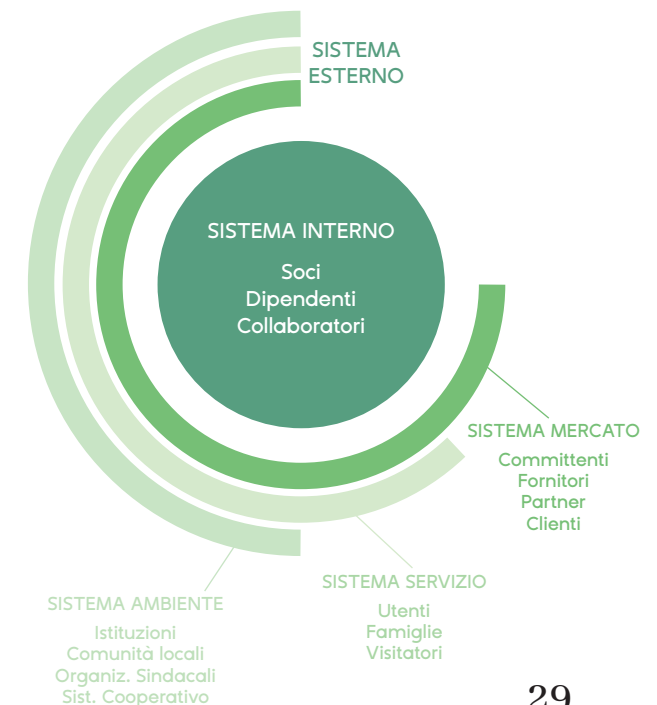 SISTEMA
ESTERNO
SISTEMA INTERNO
Soci
Dipendenti
Collaboratori
SISTEMA MERCATO
Committenti
Fornitori
Partner
Clienti
SISTEMA SERVIZIO
Utenti
Famiglie
Visitatori
SISTEMA AMBIENTE
Istituzioni
Comunità locali
Organiz. Sindacali
Sist. Cooperativo
29